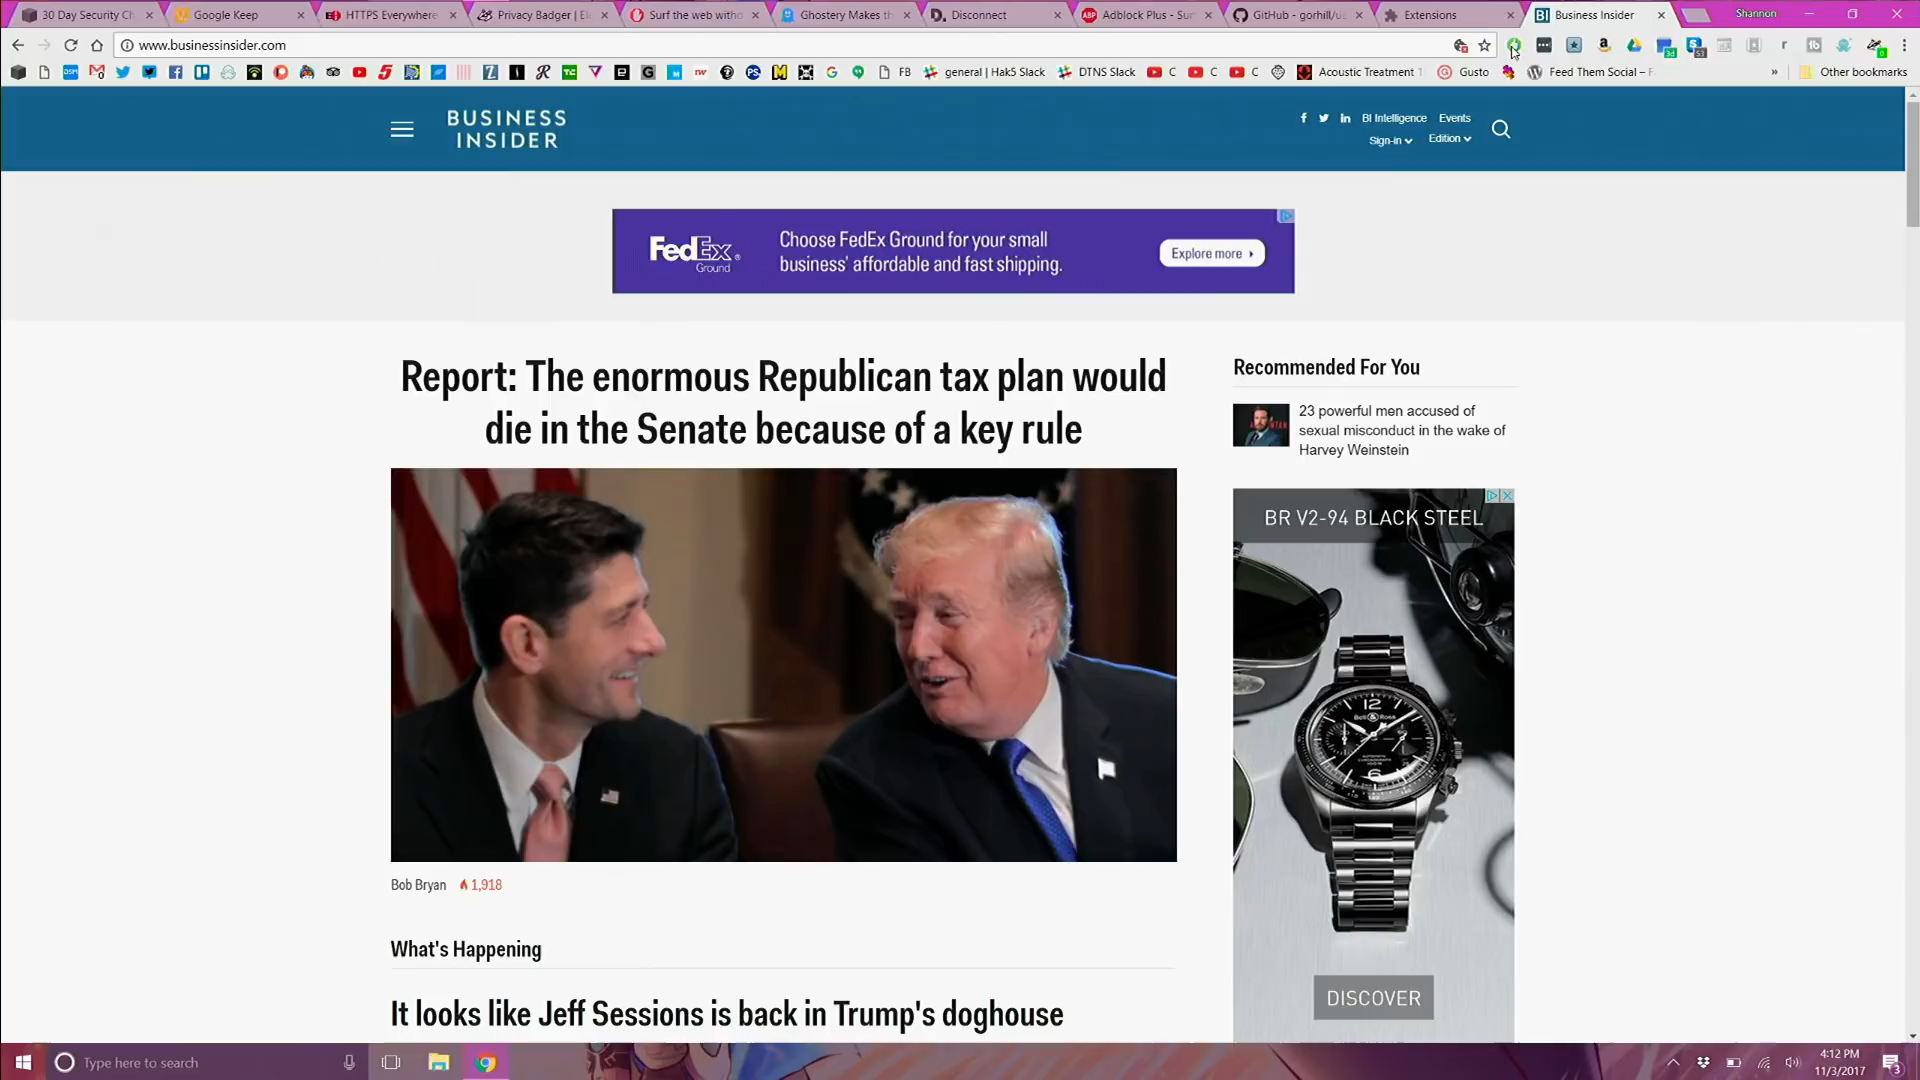 30 Day Security Ch
Google Keep
HTTPS Everywhere
Privacy Badger | El
Surf the web witho
Ghostery Makes th
Disconnect
Adblock Plus - Sur
GitHub - gorhill/u
Extensions
Business Insider
Shannon
www.businessinsider.com
FB
general | Hak5 Slack
DTNS Slack
C
C
C
Acoustic Treatment
Gusto
Feed Them Social –
»
Other bookmarks
BUSINESS
INSIDER
BI Intelligence
Events
Sign-in
Edition
FedEx
Ground
Choose FedEx Ground for your small
business' affordable and fast shipping.
Explore more
Report: The enormous Republican tax plan would
die in the Senate because of a key rule
Recommended For You
23 powerful men accused of
sexual misconduct in the wake of
Harvey Weinstein
BR V2-94 BLACK STEEL
Bell & Ross
DISCOVER
Bob Bryan
1,918
What's Happening
It looks like Jeff Sessions is back in Trump's doghouse
Type here to search
4:12 PM
11/3/2017